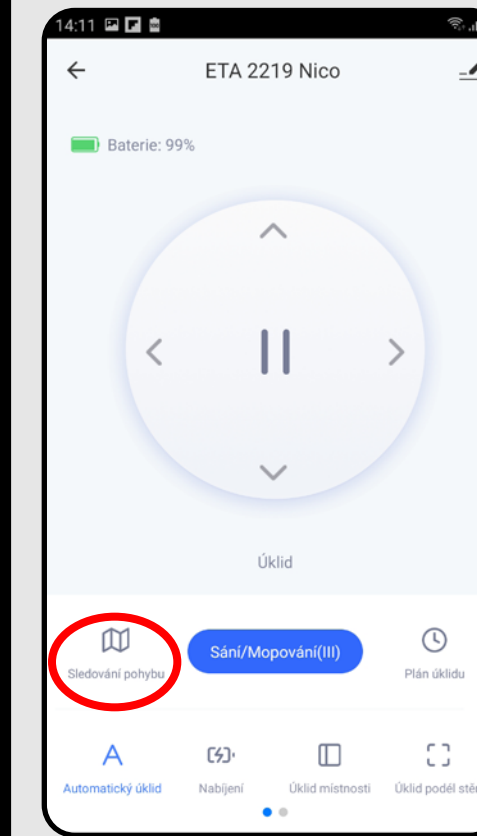 14:11
ETA 2219 Nico
Baterie: 99%
Úklid
Sledování pohybu
Sání/Mopování(III)
Plán úklidu
Automatický úklid
Nabíjení
Úklid místnosti
Úklid podél stěn